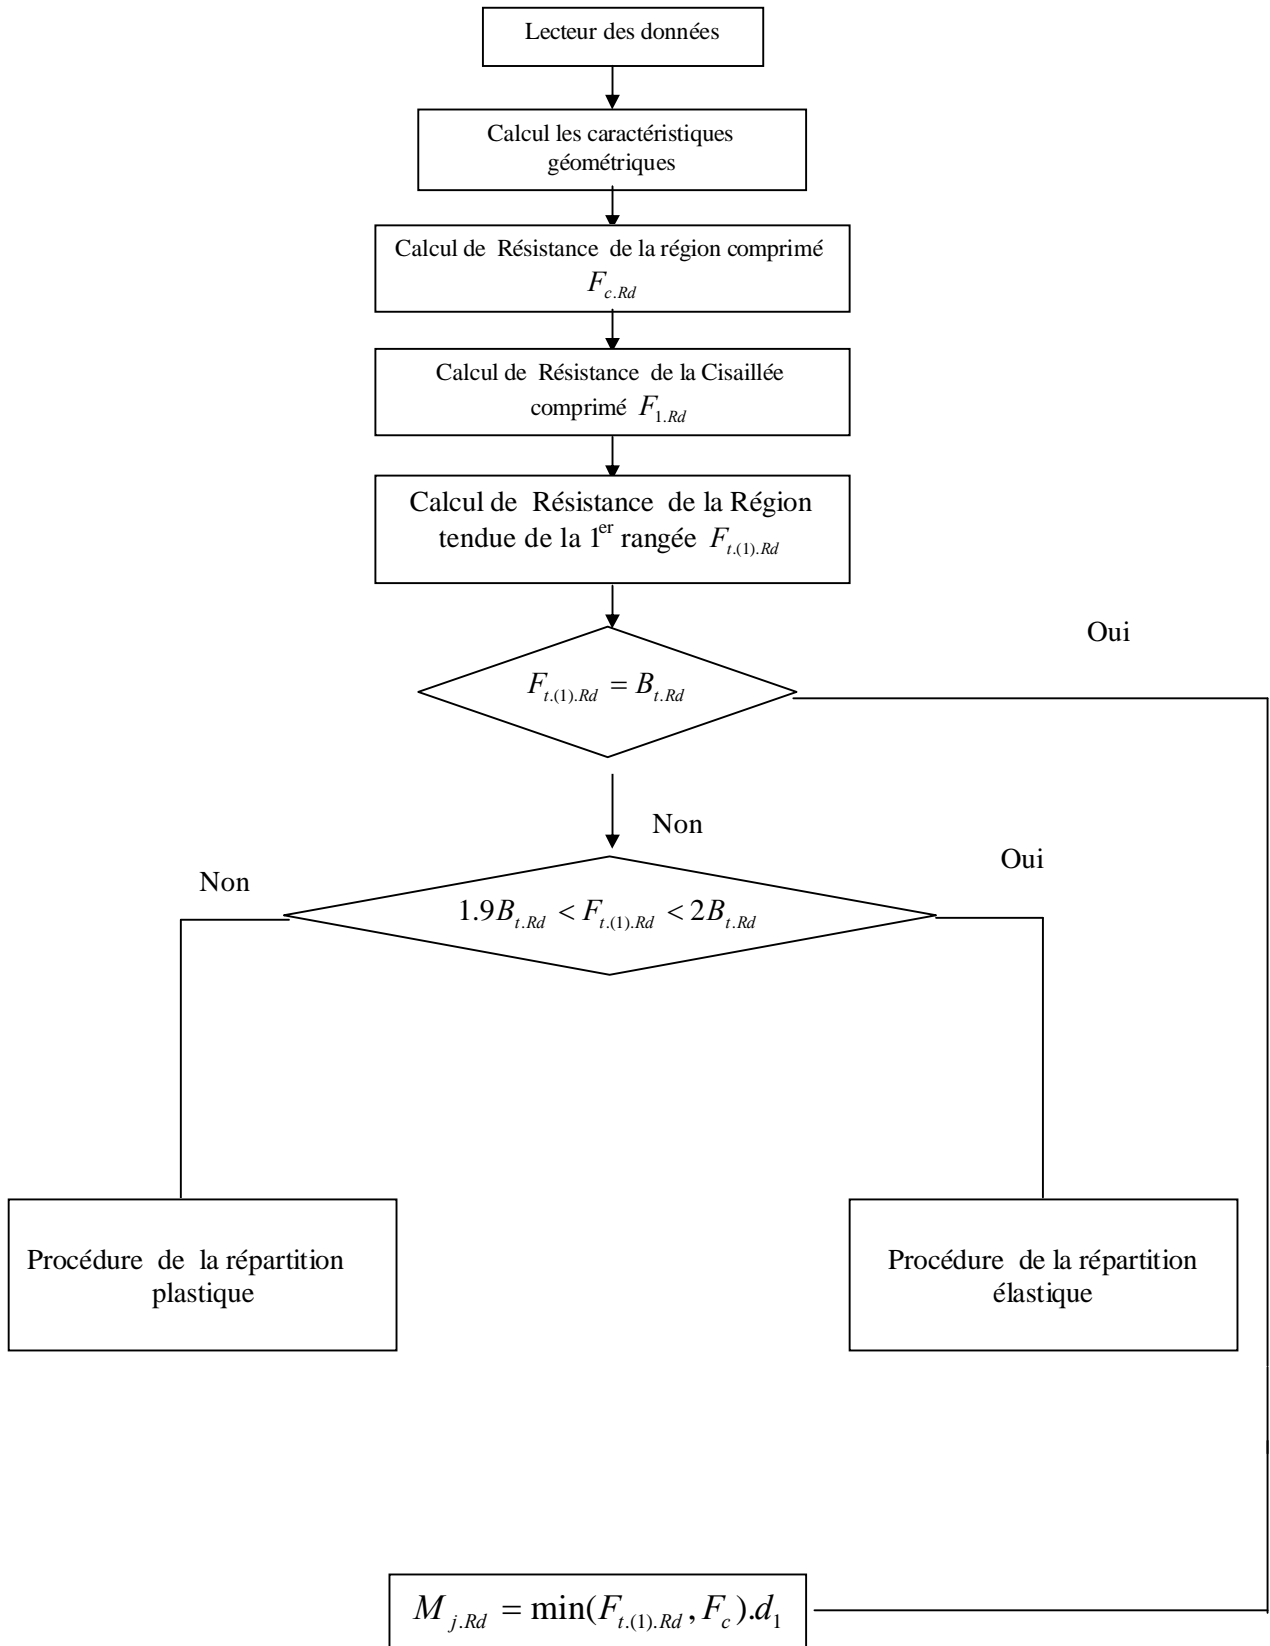 Lecteur des données
Calcul les caractéristiques
géométriques
Calcul de Résistance de la région comprimé
F_{c.Rd}
Calcul de Résistance de la Cisaillée
comprimé F_{1.Rd}
Calcul de Résistance de la Région
tendue de la 1^{er} rangée F_{t.(1).Rd}
Oui
F_{t.(1).Rd} = B_{t.Rd}
Non
Oui
Non
1.9B_{t.Rd} < F_{t.(1).Rd} < 2B_{t.Rd}
Procédure de la répartition
plastique
Procédure de la répartition
élastique
M_{j.Rd} = min(F_{t.(1).Rd}, F_c).d_1